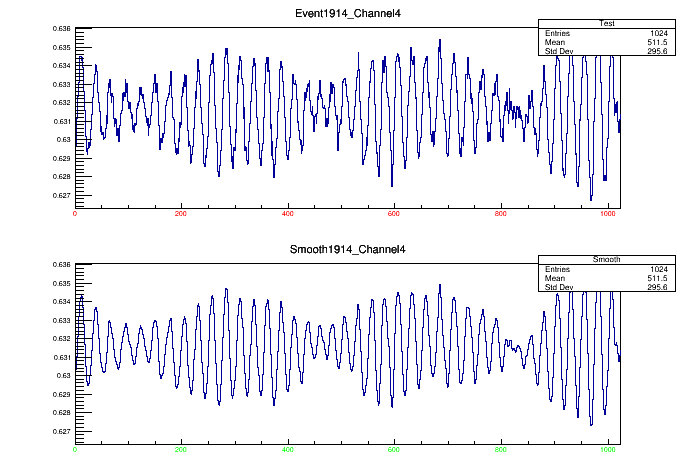 Event1914_Channel4
Test
Entries 1024
Mean 511.5
Std Dev 295.6
0.636
0.635
0.634
0.633
0.632
0.631
0.63
0.629
0.628
0.627
0 200 400 600 800 1000
Smooth1914_Channel4
Smooth
Entries 1024
Mean 511.5
Std Dev 295.6
0.636
0.635
0.634
0.633
0.632
0.631
0.63
0.629
0.628
0.627
0 200 400 600 800 1000